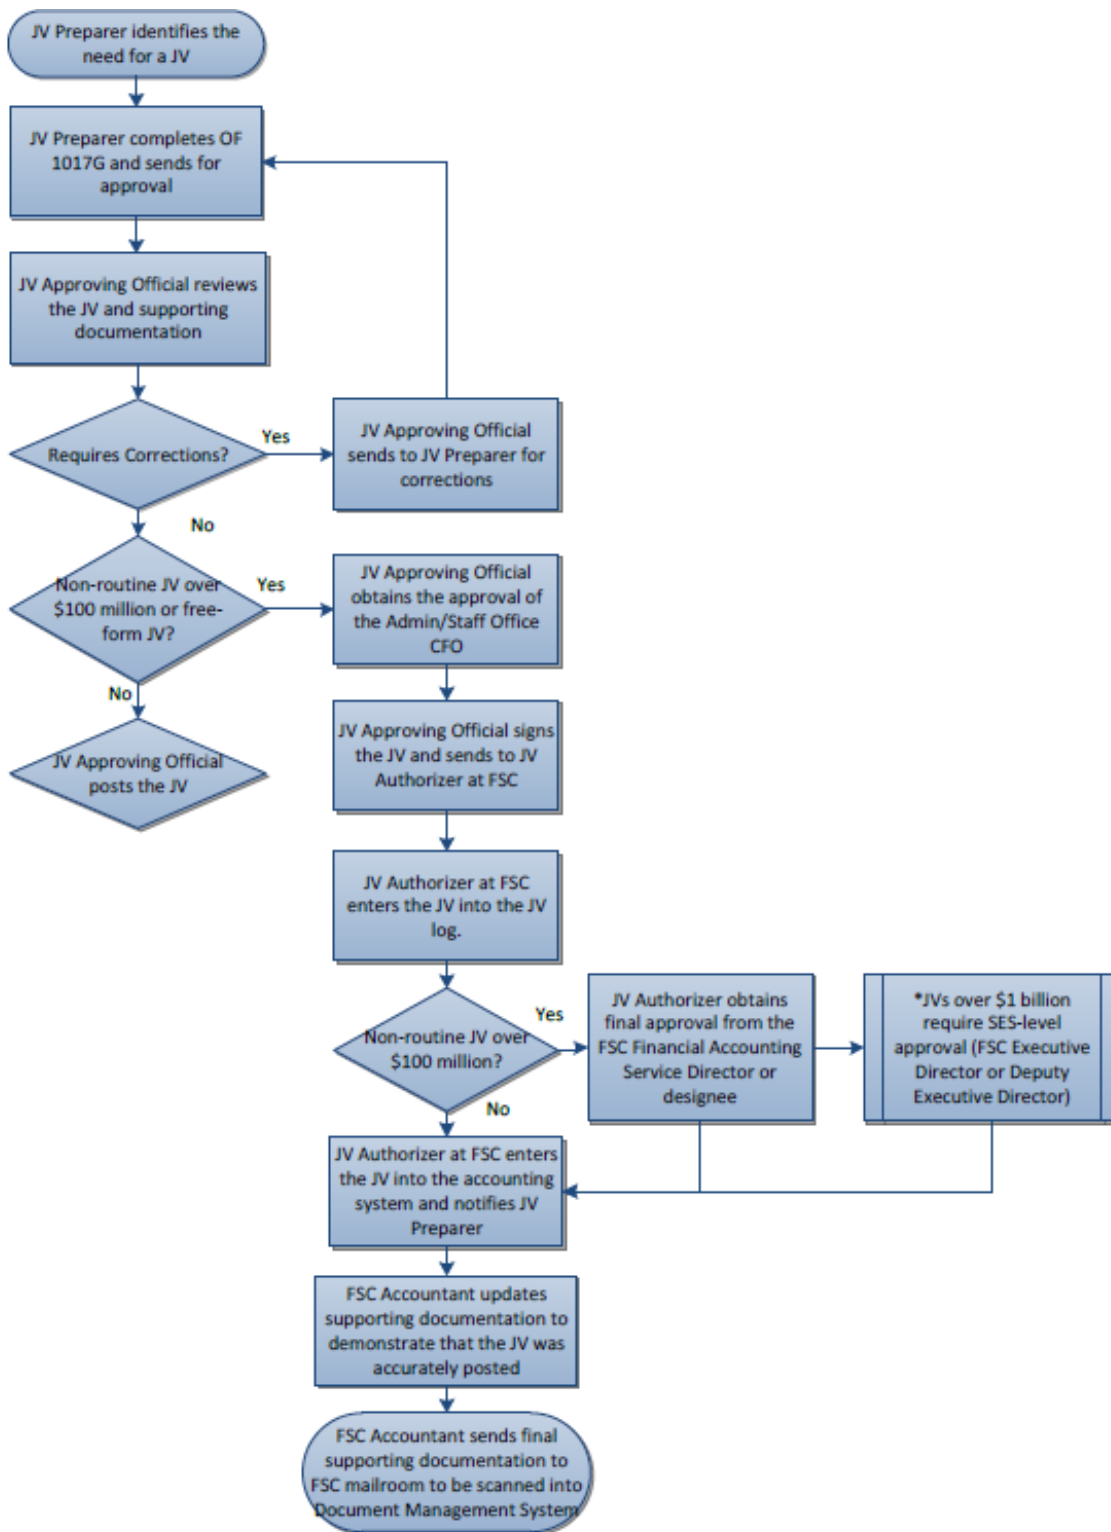 JV Preparer identifies the
need for a JV
JV Preparer completes OF
1017G and sends for
approval
JV Approving Official reviews
the JV and supporting
documentation
Requires Corrections?
Yes
JV Approving Official
sends to JV Preparer for
corrections
No
Non-routine JV over
$100 million or free-
form JV?
Yes
JV Approving Official
obtains the approval of
the Admin/Staff Office
CFO
No
JV Approving Official
posts the JV
JV Approving Official signs
the JV and sends to JV
Authorizer at FSC
JV Authorizer at FSC
enters the JV into the JV
log.
Non-routine JV over
$100 million?
Yes
JV Authorizer obtains
final approval from the
FSC Financial Accounting
Service Director or
designee
*JVs over $1 billion
require SES-level
approval (FSC Executive
Director or Deputy
Executive Director)
No
JV Authorizer at FSC enters
the JV into the accounting
system and notifies JV
Preparer
FSC Accountant updates
supporting documentation to
demonstrate that the JV was
accurately posted
FSC Accountant sends final
supporting documentation to
FSC mailroom to be scanned into
Document Management System